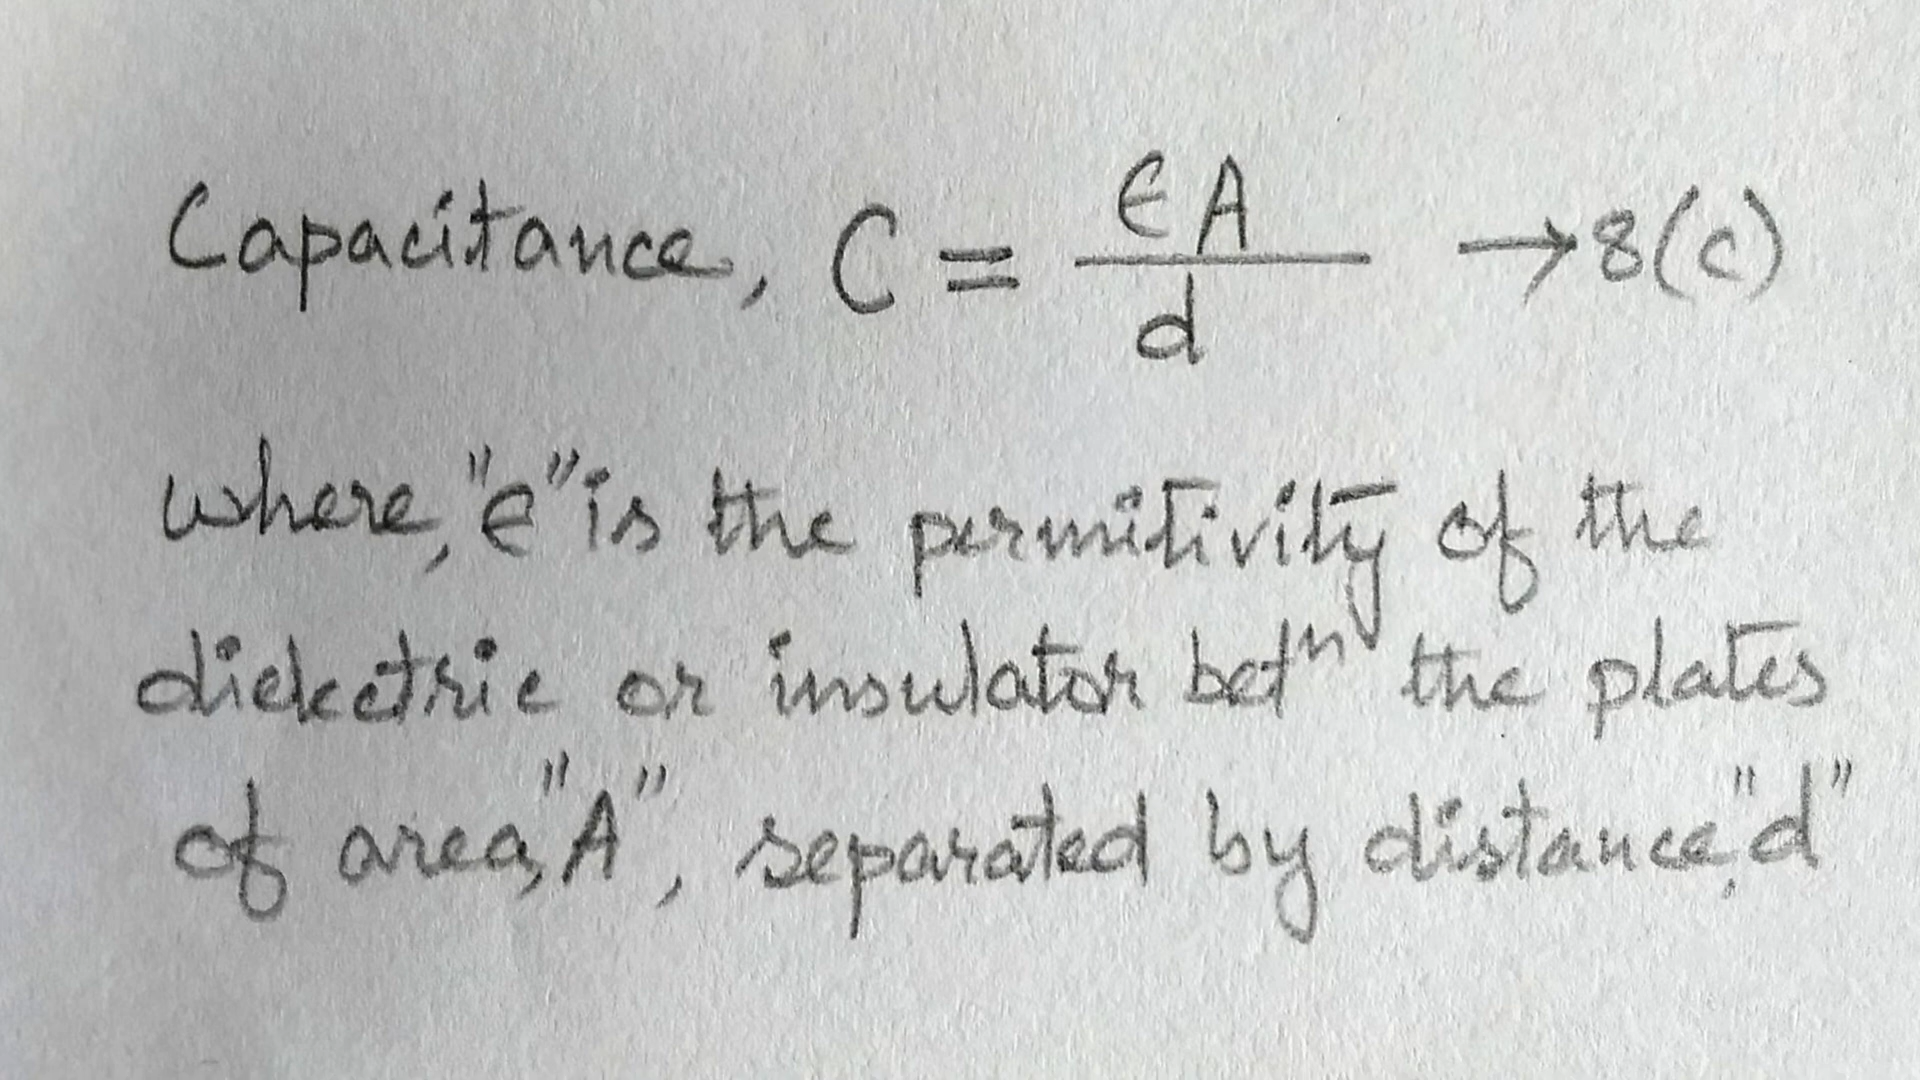 Capacitance, C = ϵA / d → 8(c)
where, "ϵ" is the permitivity of the
dielectric or insulator betⁿ the plates
of area, "A", separated by distance, "d"